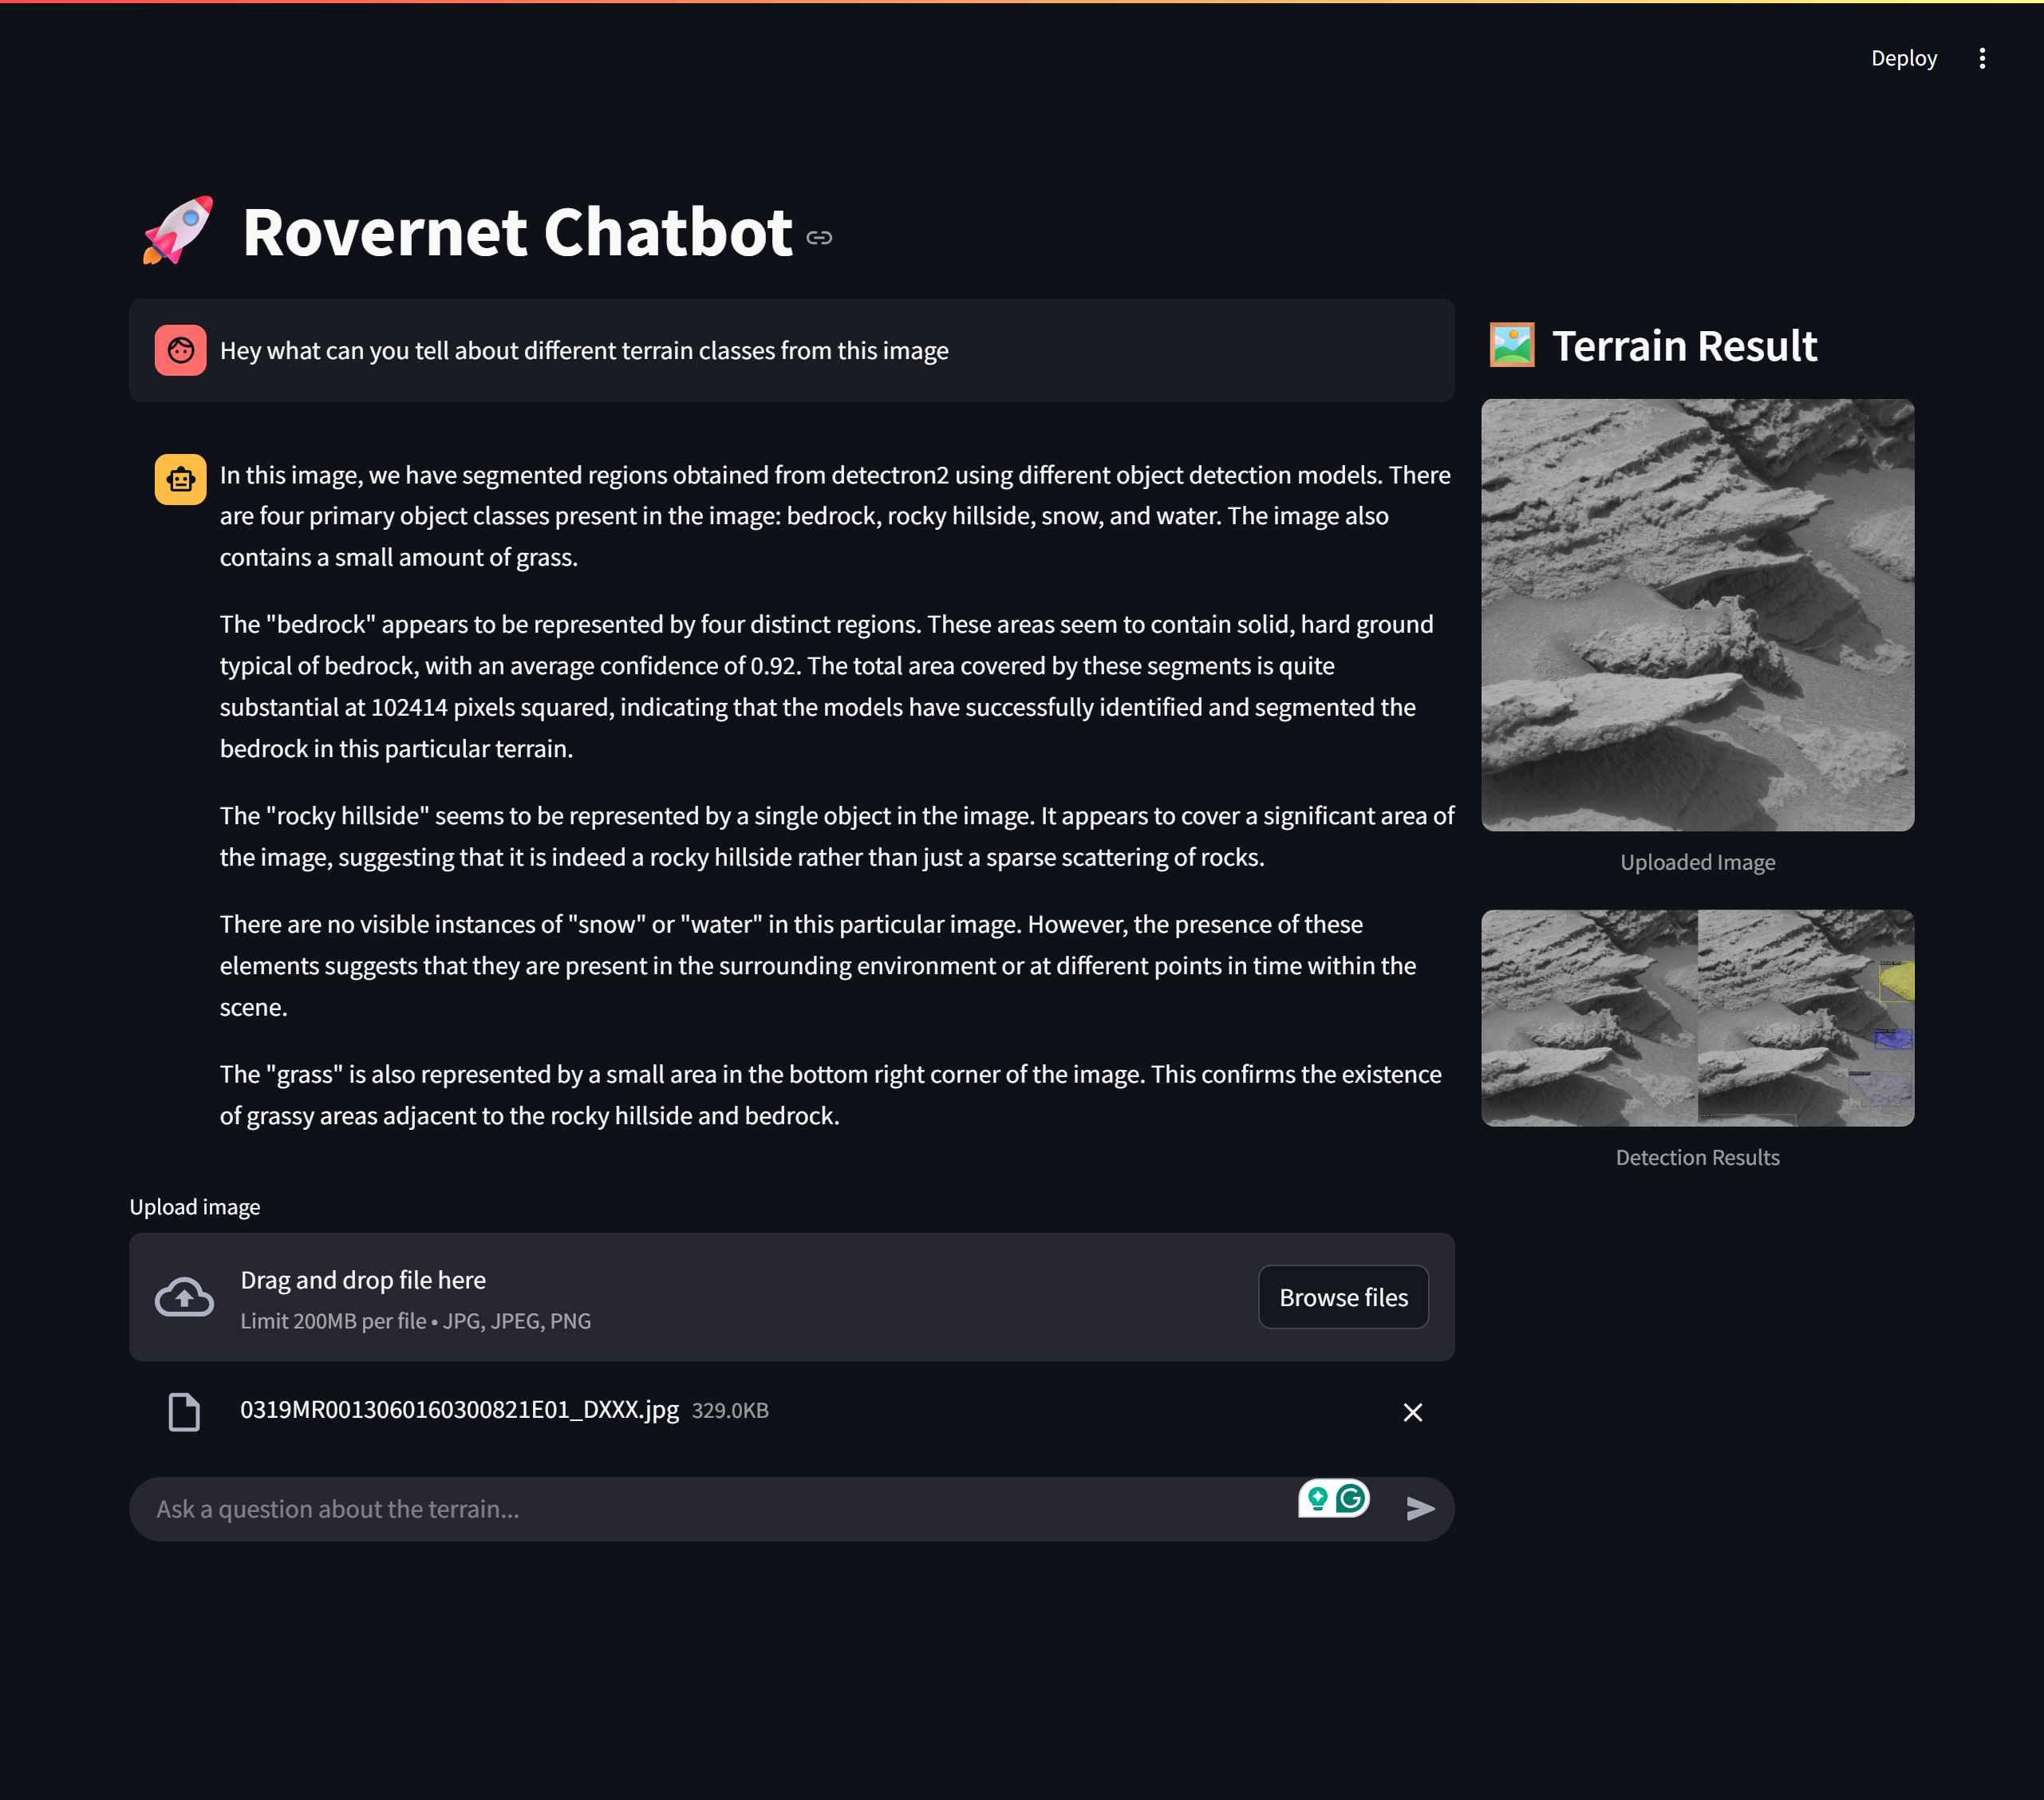 Deploy
Rovernet Chatbot
Hey what can you tell about different terrain classes from this image
In this image, we have segmented regions obtained from detectron2 using different object detection models. There
are four primary object classes present in the image: bedrock, rocky hillside, snow, and water. The image also
contains a small amount of grass.
The "bedrock" appears to be represented by four distinct regions. These areas seem to contain solid, hard ground
typical of bedrock, with an average confidence of 0.92. The total area covered by these segments is quite
substantial at 102414 pixels squared, indicating that the models have successfully identified and segmented the
bedrock in this particular terrain.
The "rocky hillside" seems to be represented by a single object in the image. It appears to cover a significant area of
the image, suggesting that it is indeed a rocky hillside rather than just a sparse scattering of rocks.
There are no visible instances of "snow" or "water" in this particular image. However, the presence of these
elements suggests that they are present in the surrounding environment or at different points in time within the
scene.
The "grass" is also represented by a small area in the bottom right corner of the image. This confirms the existence
of grassy areas adjacent to the rocky hillside and bedrock.
Terrain Result
Uploaded Image
Detection Results
Upload image
Drag and drop file here
Limit 200MB per file • JPG, JPEG, PNG
Browse files
0319MR0013060160300821E01_DXXX.jpg 329.0KB
Ask a question about the terrain...